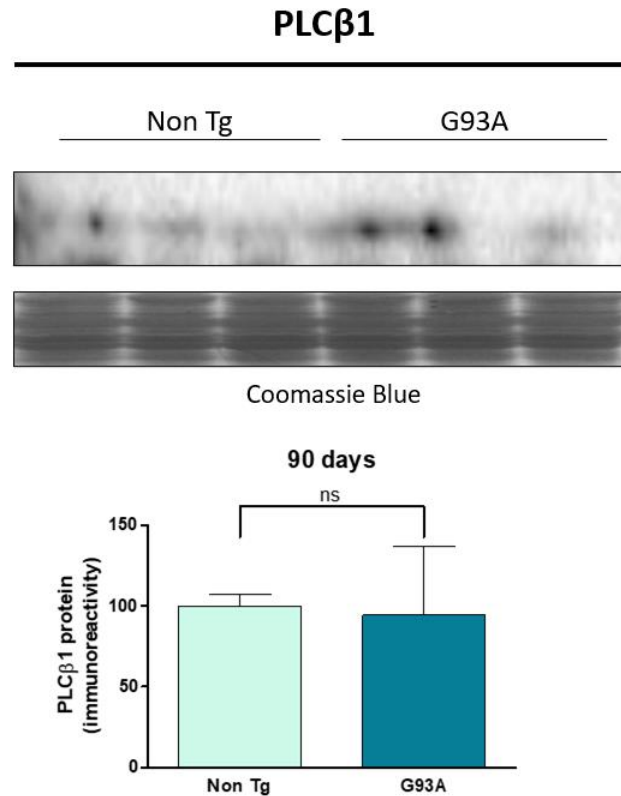 PLCβ1
Non Tg G93A
Coomassie Blue
90 days
ns
150
100
50
0
PLCβ1 protein
(immunoreactivity)
Non Tg G93A